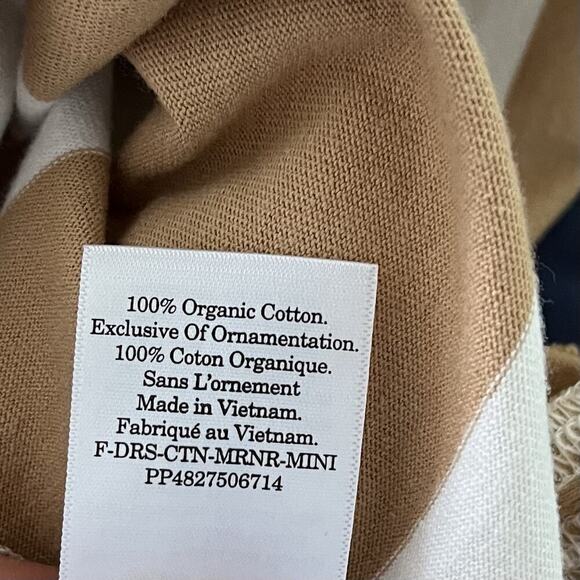 100% Organic Cotton.
Exclusive Of Ornamentation.
100% Coton Organique.
Sans L'ornement
Made in Vietnam.
Fabriqué au Vietnam.
F-DRS-CTN-MRNR-MINI
PP4827506714